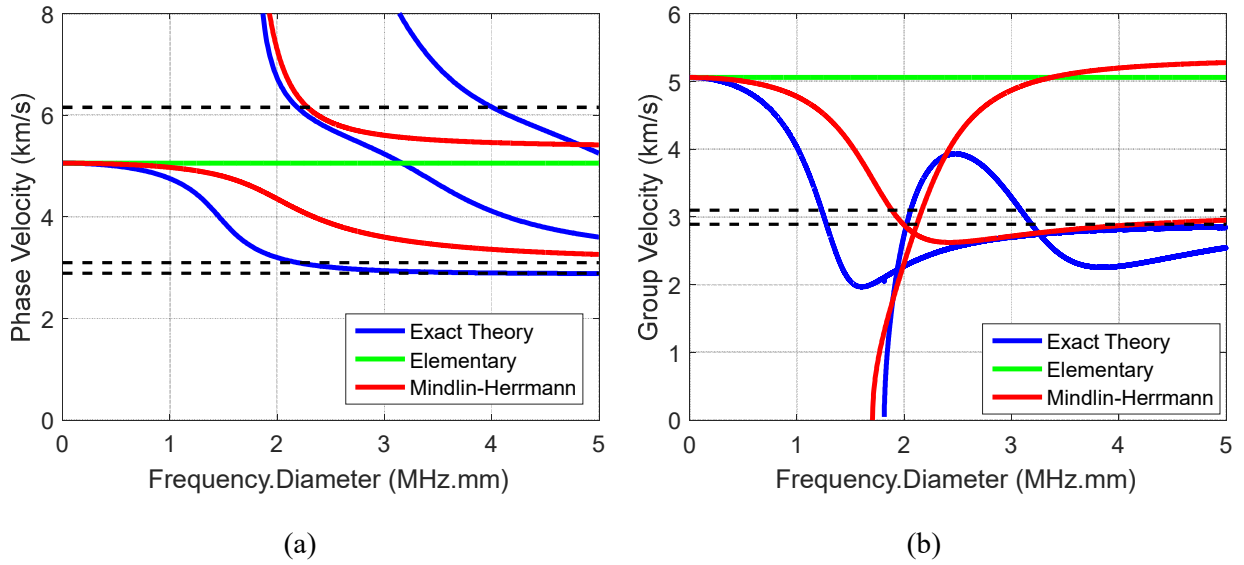 8
6
4
2
0
0 1 2 3 4 5
Phase Velocity (km/s)
Frequency.Diameter (MHz.mm)
Exact Theory
Elementary
Mindlin-Herrmann
(a)
6
5
4
3
2
1
0
0 1 2 3 4 5
Group Velocity (km/s)
Frequency.Diameter (MHz.mm)
Exact Theory
Elementary
Mindlin-Herrmann
(b)